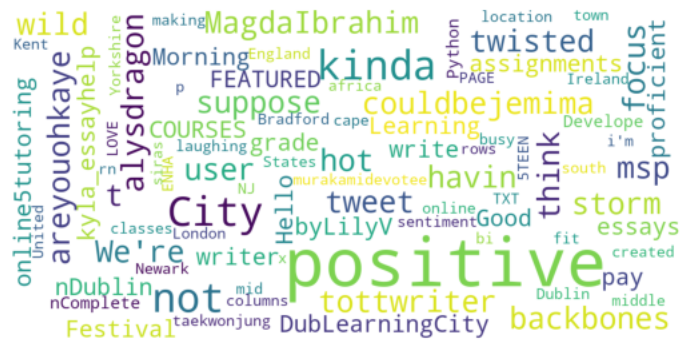 making
location
town
Kent
wild
MagdaIbrahim
twisted
Yorkshire
Morning
England
kinda
Python
PAGE
assignments
Ireland
focus
proficient
online5tutoring
areyouohkaye
kyla_essayhelp
t
alysdragon
p
FEATURED
africa
suppose
couldbejemima
COURSES
Bradford
cape
Learning
Develope
LOVE
laughing
grade
write
busy
rows
5TEEN
i'm
rn
ENHA
user
States
NJ
hot
think
msp
murakamidevotee
havin
south
United
classes
City
Hello
tweet
online
TXT
storm
London
byLilyV
sentiment
Good
bi
fit
essays
We're
writer
x
created
Newark
positive
pay
nDublin
not
mid
Dublin
middle
nComplete
columns
tottwriter
backbones
Festival
taekwonjung
DubLearningCity